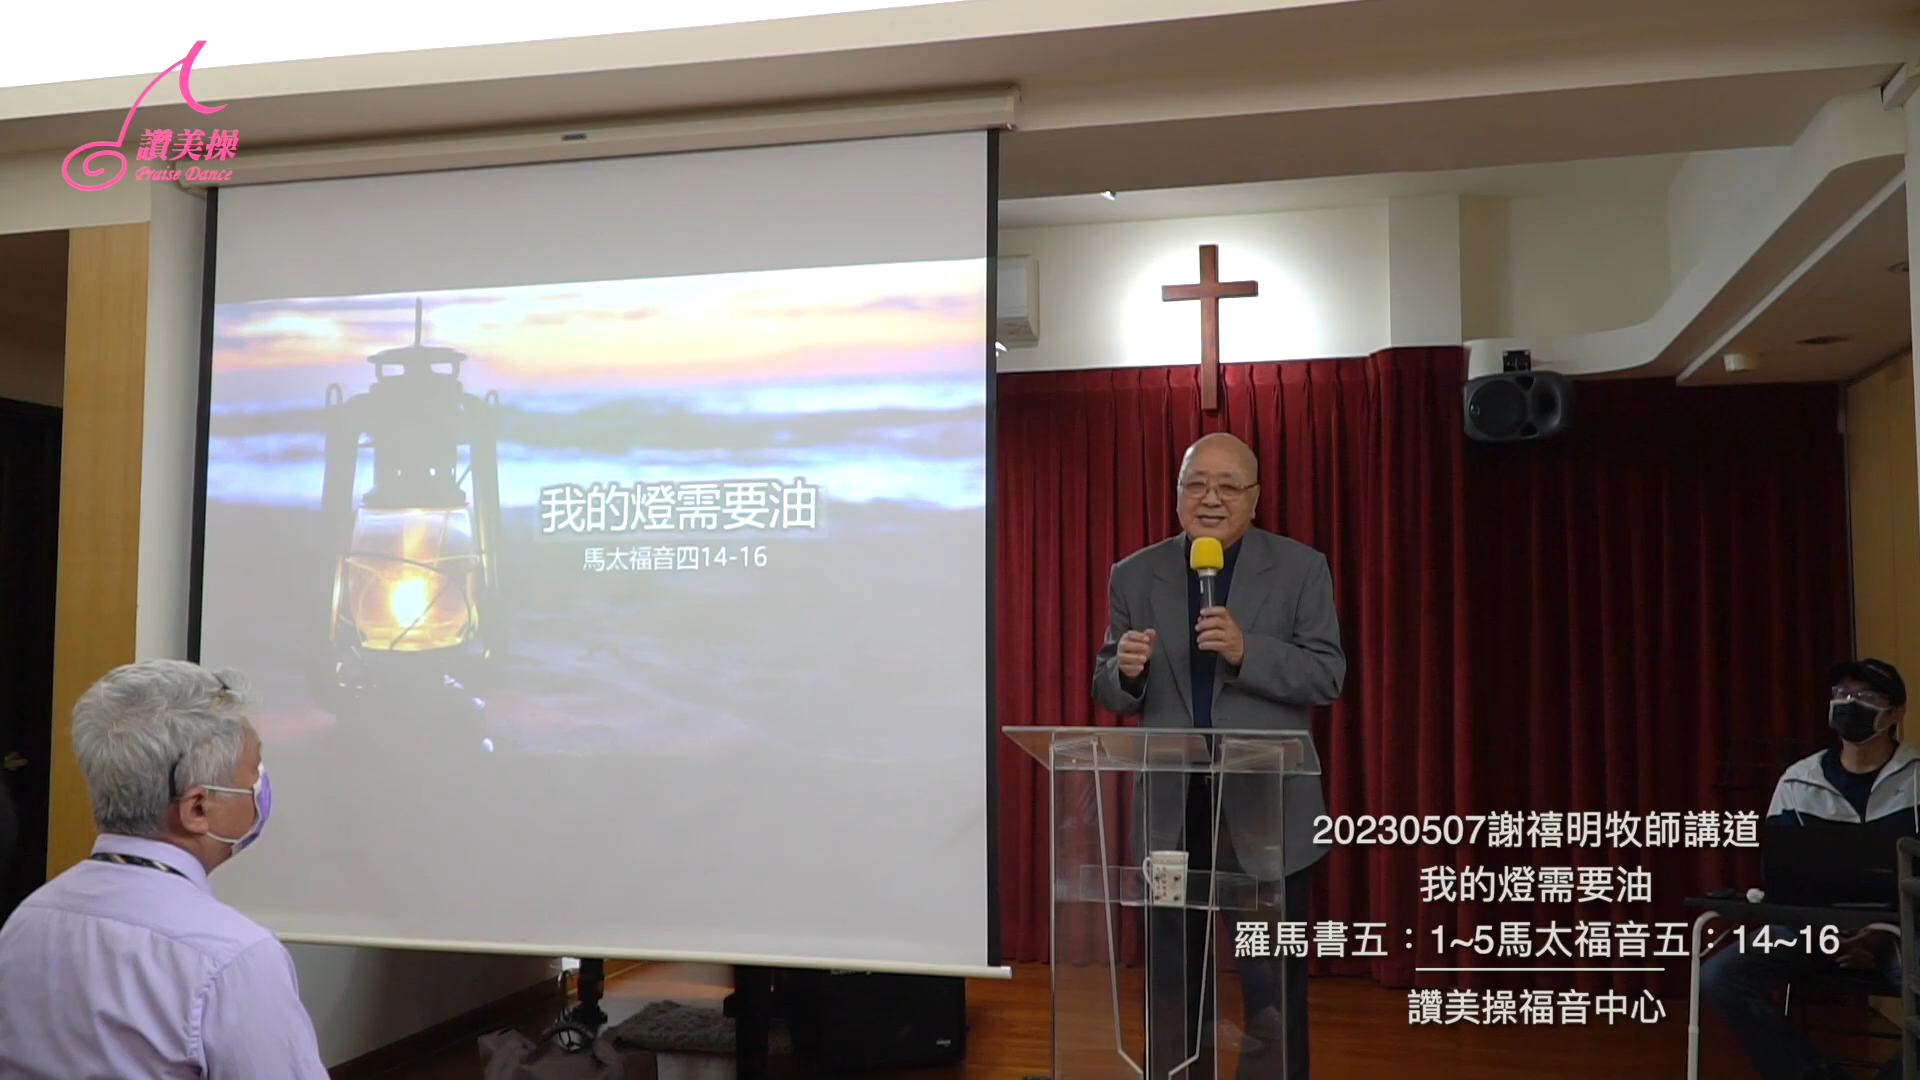 讚美操
Praise Dance
我的燈需要油
馬太福音四14-16
20230507謝禧明牧師講道
我的燈需要油
羅馬書五：1~5馬太福音五：14~16
讚美操福音中心